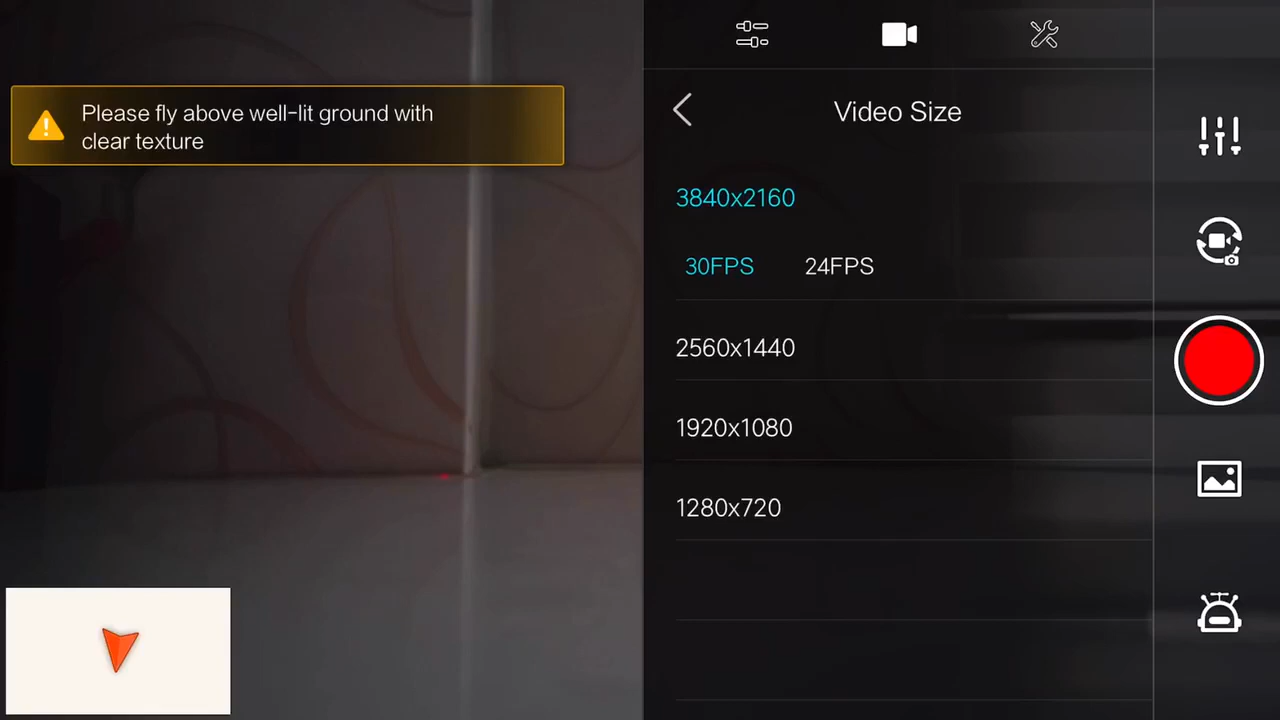 Please fly above well-lit ground with
clear texture
Video Size
3840x2160
30FPS 24FPS
2560x1440
1920x1080
1280x720